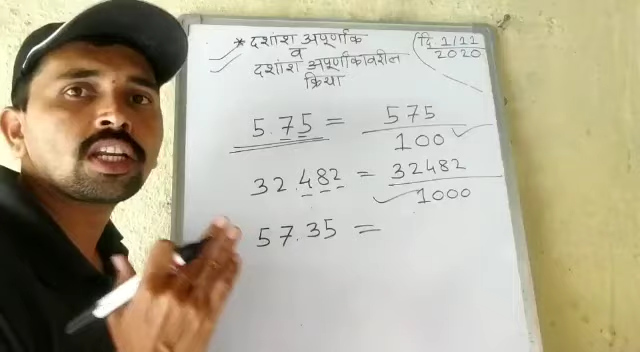 * दशांश अपूर्णांक
व
दशांश अपूर्णांकावरील
क्रिया
दि 1/12
2020
5.75 = 575/100
32.482 = 32482/1000
57.35 =